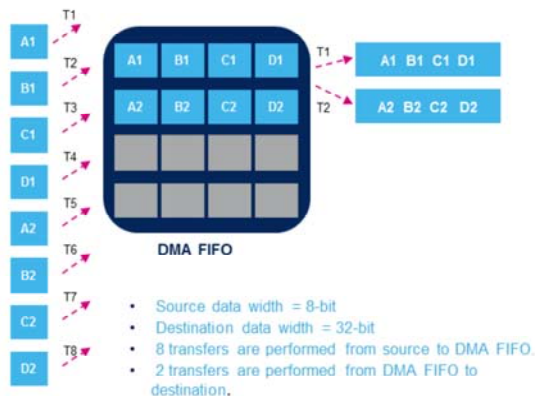 T1
A1
T2
B1
T3
C1
T4
D1
T5
A2
T6
B2
T7
C2
T8
D2
A1 B1 C1 D1
A2 B2 C2 D2
DMA FIFO
T1
A1 B1 C1 D1
T2
A2 B2 C2 D2
• Source data width = 8-bit
• Destination data width = 32-bit
• 8 transfers are performed from source to DMA FIFO.
• 2 transfers are performed from DMA FIFO to
destination.